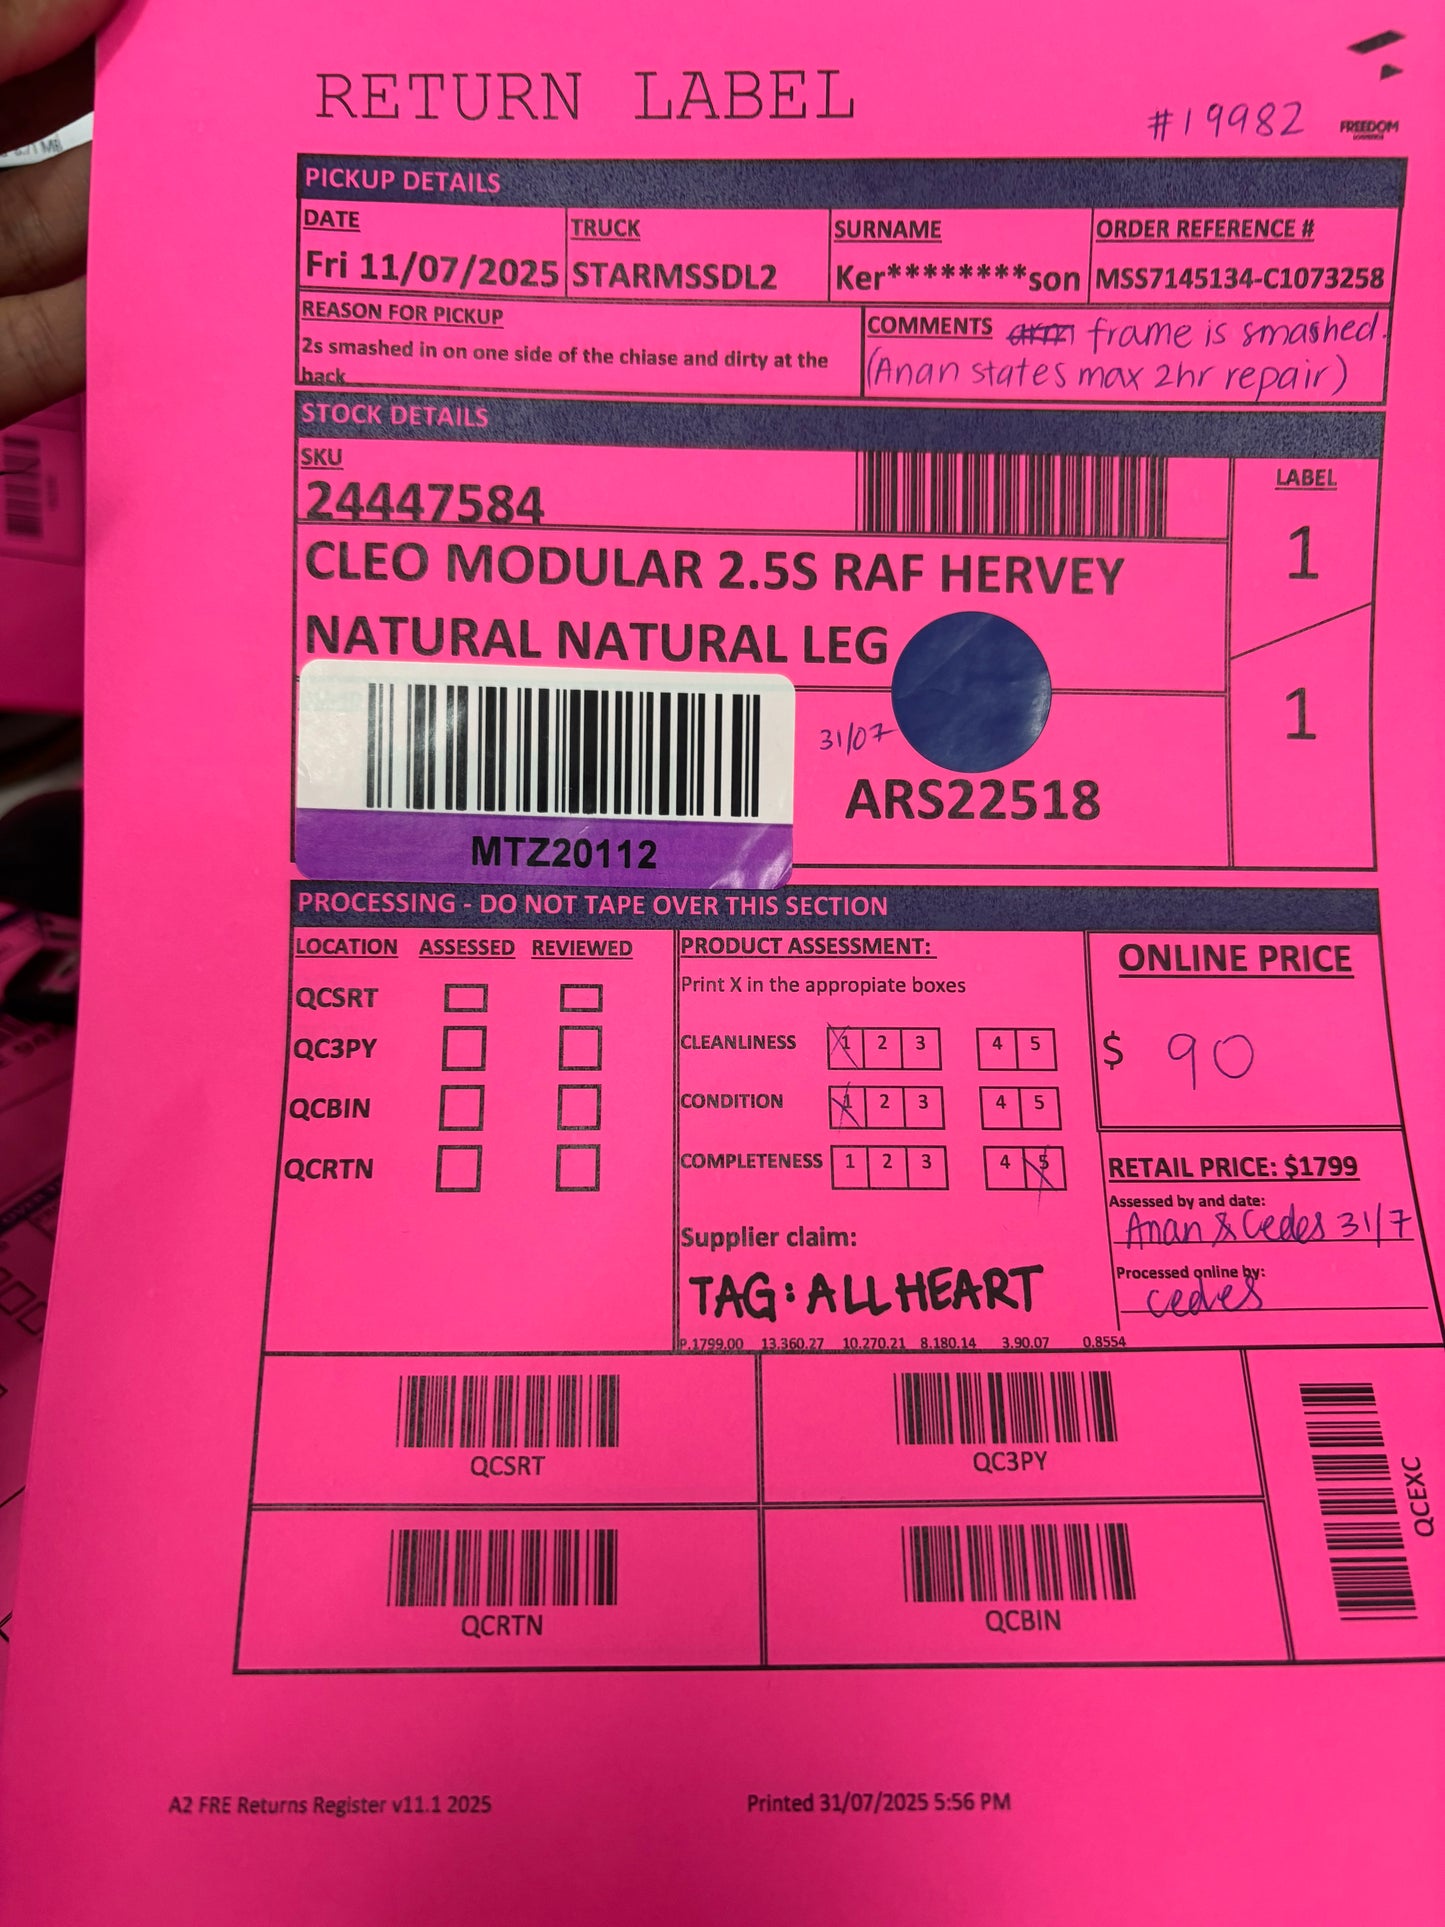 RETURN LABEL
#19982
FREEDOM
PICKUP DETAILS
DATE
TRUCK
SURNAME
ORDER REFERENCE #
Fri 11/07/2025
STARMSSDL2
Ker********son
MSS7145134-C1073258
REASON FOR PICKUP
2s smashed in on one side of the chiase and dirty at the
back
COMMENTS frame is smashed.
(Anan states max 2hr repair)
STOCK DETAILS
SKU
24447584
LABEL
1
1
CLEO MODULAR 2.5S RAF HERVEY
NATURAL NATURAL LEG
31/07
ARS22518
MTZ20112
PROCESSING - DO NOT TAPE OVER THIS SECTION
LOCATION ASSESSED REVIEWED
QCSRT
QC3PY
QCBIN
QCRTN
PRODUCT ASSESSMENT:
Print X in the appropiate boxes
CLEANLINESS 1 2 3 4 5
CONDITION 1 2 3 4 5
COMPLETENESS 1 2 3 4 5
Supplier claim:
TAG: ALLHEART
P.1799.00 13.360.27 10.270.21 8.180.14 3.90.07 0.8554
ONLINE PRICE
$ 90
RETAIL PRICE: $1799
Assessed by and date:
Anan & Cedes 31/7
Processed online by:
cedes
QCSRT
QC3PY
QCEXC
QCRTN
QCBIN
A2 FRE Returns Register v11.1 2025
Printed 31/07/2025 5:56 PM